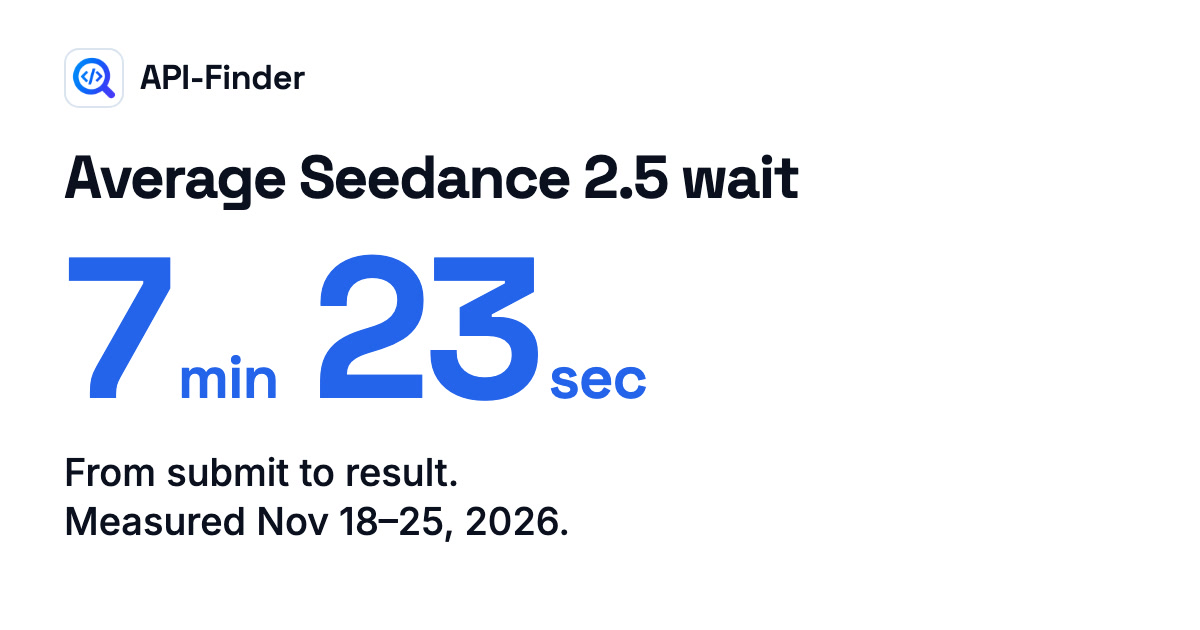 API-Finder
Average Seedance 2.5 wait
7 min 23 sec
From submit to result.
Measured Nov 18–25, 2026.